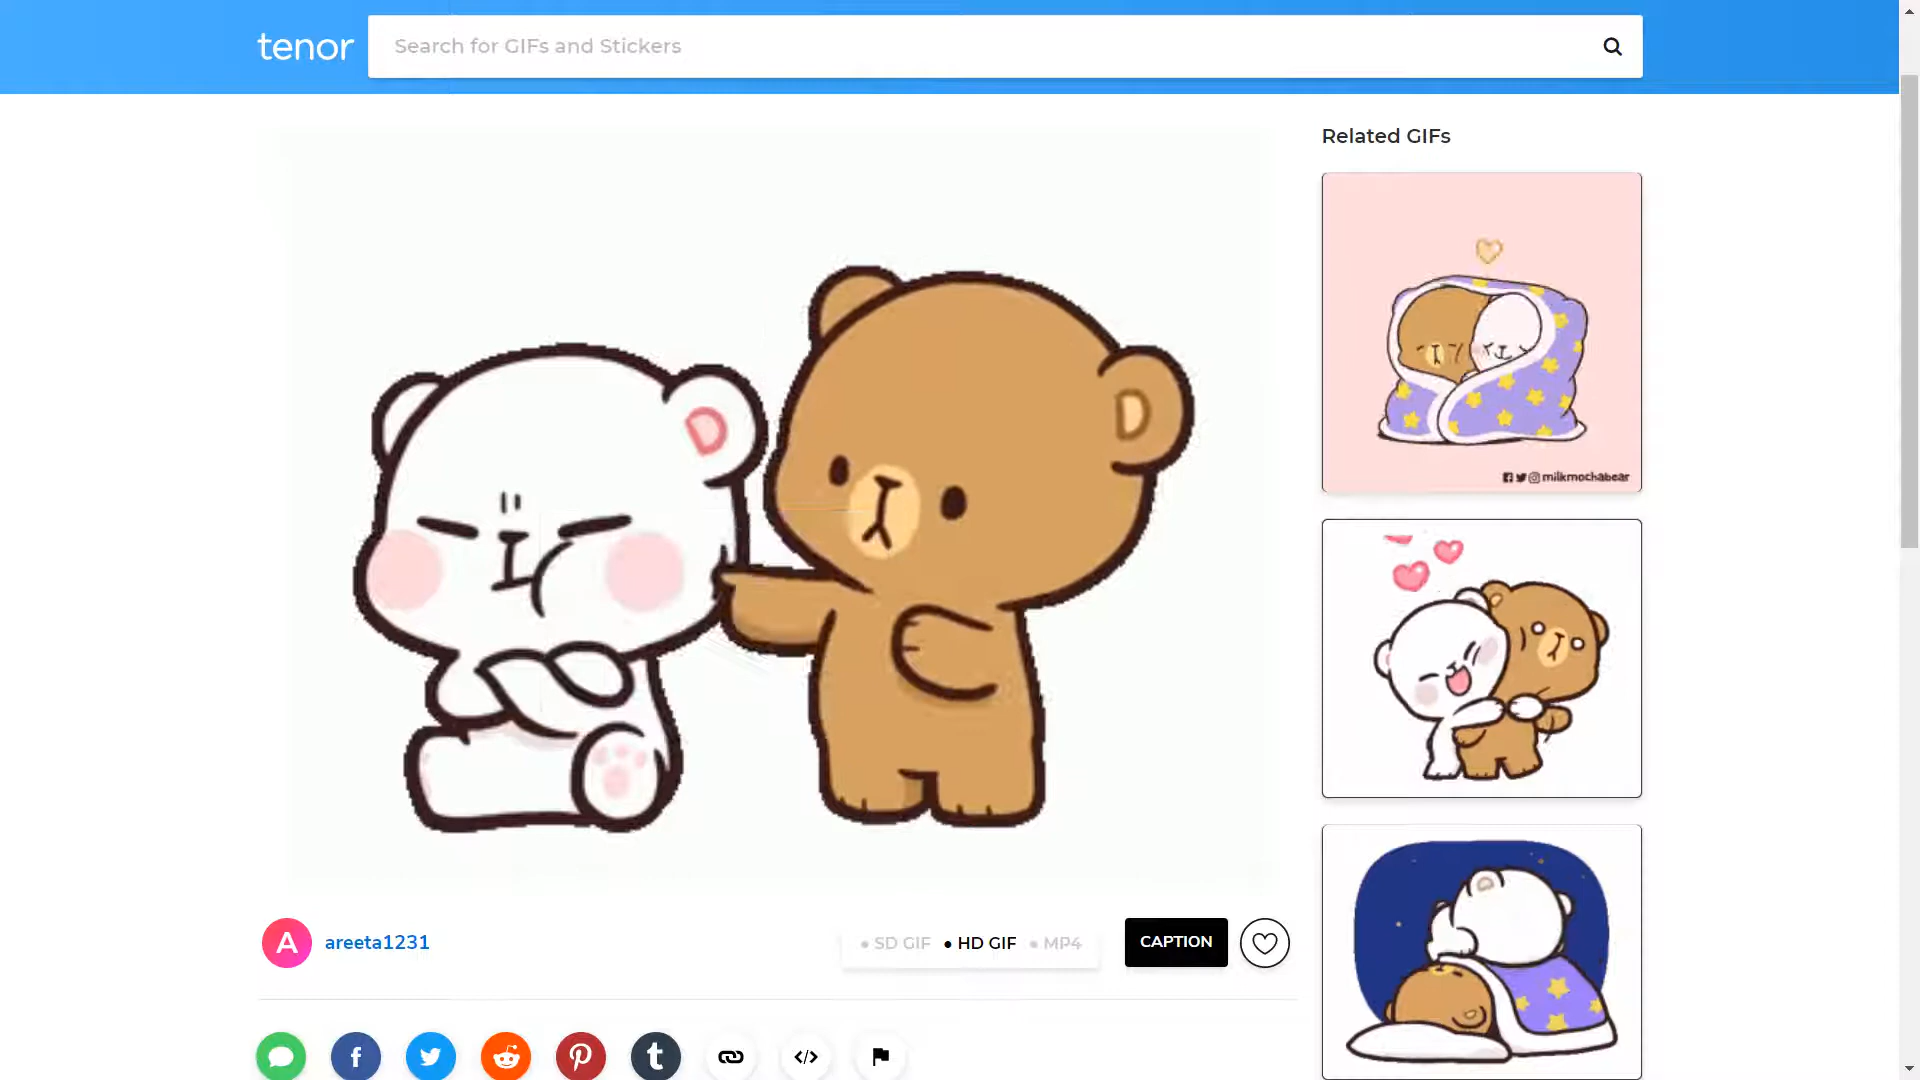 tenor
Search for GIFs and Stickers
Related GIFs
milkmochabear
A
areeta1231
SD GIF
HD GIF
MP4
CAPTION